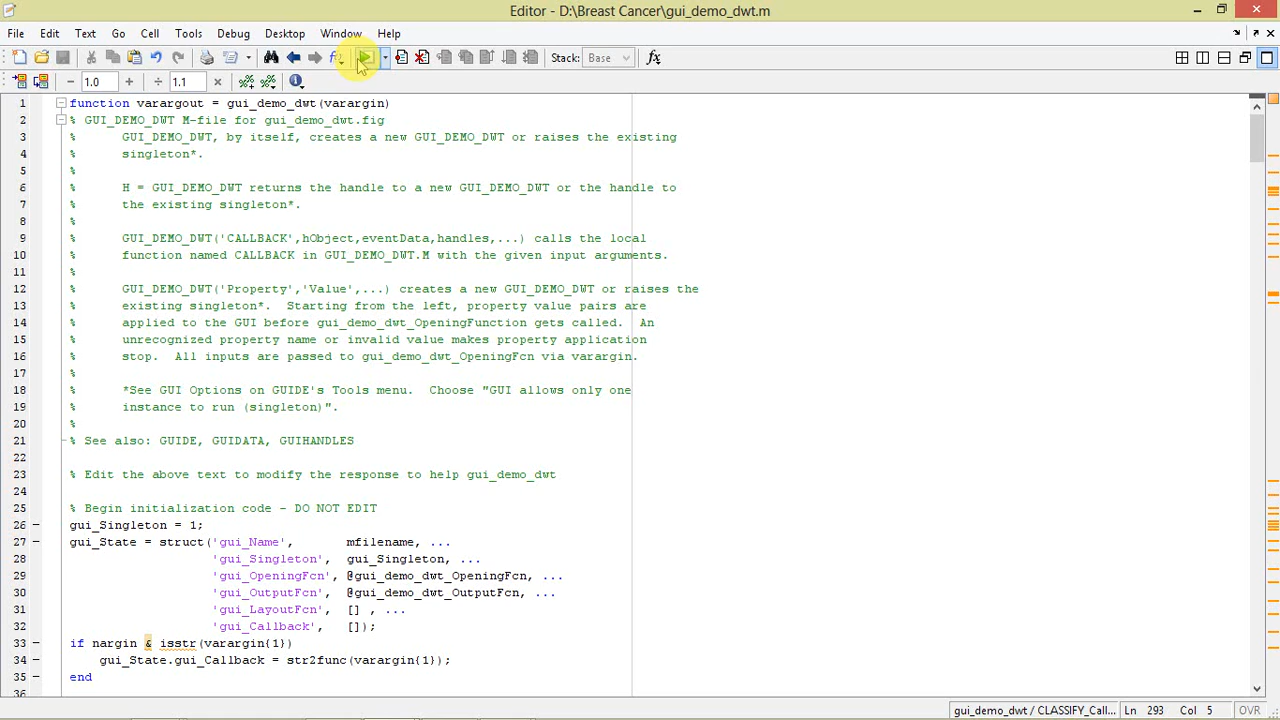 Editor - D:\Breast Cancer\gui_demo_dwt.m
File Edit Text Go Cell Tools Debug Desktop Window Help
Stack: Base
1.0 1.1
1 function varargout = gui_demo_dwt(varargin)
2 % GUI_DEMO_DWT M-file for gui_demo_dwt.fig
3 % GUI_DEMO_DWT, by itself, creates a new GUI_DEMO_DWT or raises the existing
4 % singleton*.
5 %
6 % H = GUI_DEMO_DWT returns the handle to a new GUI_DEMO_DWT or the handle to
7 % the existing singleton*.
8 %
9 % GUI_DEMO_DWT('CALLBACK',hObject,eventData,handles,...) calls the local
10 % function named CALLBACK in GUI_DEMO_DWT.M with the given input arguments.
11 %
12 % GUI_DEMO_DWT('Property','Value',...) creates a new GUI_DEMO_DWT or raises the
13 % existing singleton*. Starting from the left, property value pairs are
14 % applied to the GUI before gui_demo_dwt_OpeningFunction gets called. An
15 % unrecognized property name or invalid value makes property application
16 % stop. All inputs are passed to gui_demo_dwt_OpeningFcn via varargin.
17 %
18 % *See GUI Options on GUIDE's Tools menu. Choose "GUI allows only one
19 % instance to run (singleton)".
20 %
21 % See also: GUIDE, GUIDATA, GUIHANDLES
22
23 % Edit the above text to modify the response to help gui_demo_dwt
24
25 % Begin initialization code - DO NOT EDIT
26 gui_Singleton = 1;
27 gui_State = struct('gui_Name', mfilename, ...
28 'gui_Singleton', gui_Singleton, ...
29 'gui_OpeningFcn', @gui_demo_dwt_OpeningFcn, ...
30 'gui_OutputFcn', @gui_demo_dwt_OutputFcn, ...
31 'gui_LayoutFcn', [] , ...
32 'gui_Callback', []);
33 if nargin & isstr(varargin{1})
34 gui_State.gui_Callback = str2func(varargin{1});
35 end
36
gui_demo_dwt / CLASSIFY_Call... Ln 293 Col 5 OVR